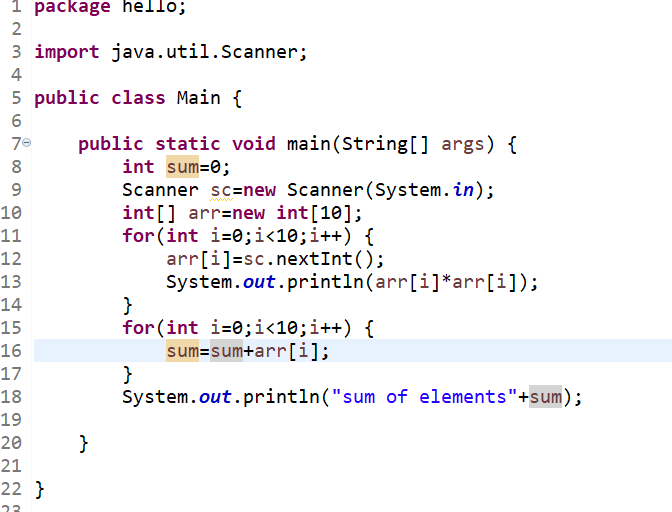 1 package hello;
2
3 import java.util.Scanner;
4
5 public class Main {
6
7 public static void main(String[] args) {
8 int sum=0;
9 Scanner sc=new Scanner(System.in);
10 int[] arr=new int[10];
11 for(int i=0;i<10;i++) {
12 arr[i]=sc.nextInt();
13 System.out.println(arr[i]*arr[i]);
14 }
15 for(int i=0;i<10;i++) {
16 sum=sum+arr[i];
17 }
18 System.out.println("sum of elements"+sum);
19
20 }
21
22 }
23